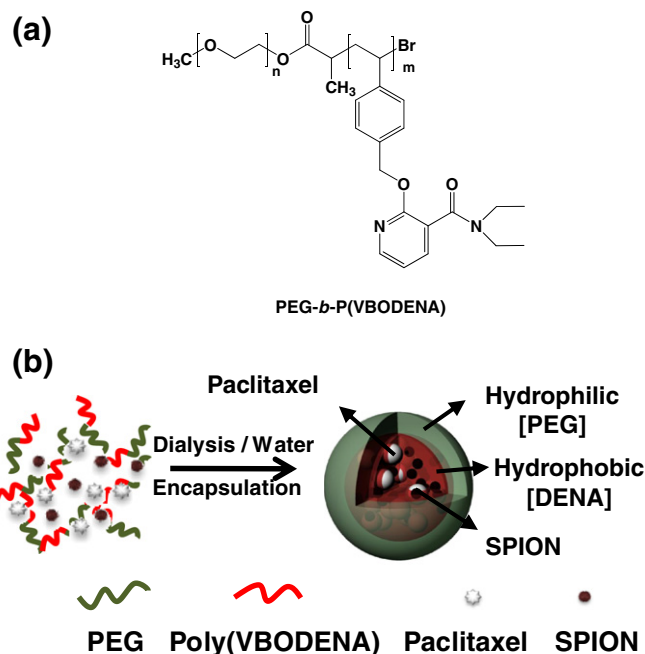 (a)
H₃C
O
n
O
O
CH₃
m
Br
O
N
O
N
PEG-b-P(VBODENA)
(b)
Paclitaxel
Dialysis / Water
Encapsulation
Hydrophilic
[PEG]
Hydrophobic
[DENA]
SPION
PEG Poly(VBODENA) Paclitaxel SPION